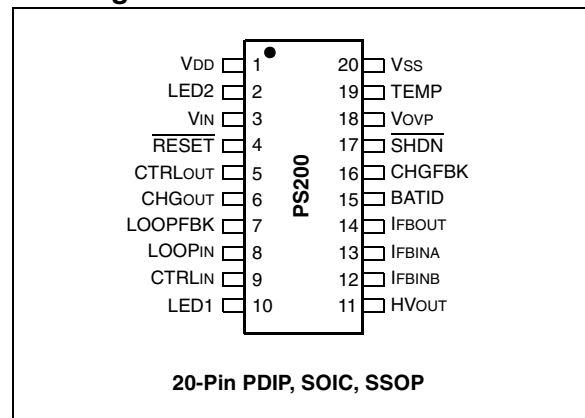 VDD 1 20 VSS
LED2 2 19 TEMP
VIN 3 18 VOVP
RESET 4 17 SHDN
CTRLOUT 5 16 CHGFBK
CHGOUT 6 15 BATID
LOOPFBK 7 14 IFBOUT
LOOPIN 8 13 IFBINA
CTRLIN 9 12 IFBINB
LED1 10 11 HVOUT
PS200
20-Pin PDIP, SOIC, SSOP